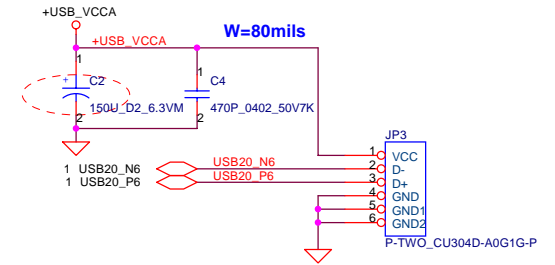 +USB_VCCA
+USB_VCCA
W=80mils
1
+
C2
150U_D2_6.3VM
2
1
C4
470P_0402_50V7K
2
JP3
1 VCC
1 USB20_N6 USB20_N6 2 D-
1 USB20_P6 USB20_P6 3 D+
4 GND
5 GND1
6 GND2
P-TWO_CU304D-A0G1G-P